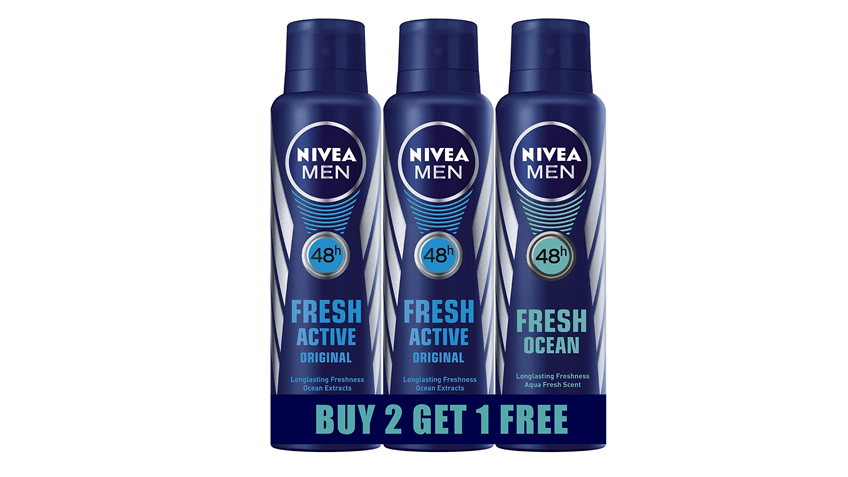 NIVEA
MEN
48h
FRESH
ACTIVE
ORIGINAL
Longlasting Freshness
Ocean Extracts
NIVEA
MEN
48h
FRESH
ACTIVE
ORIGINAL
Longlasting Freshness
Ocean Extracts
NIVEA
MEN
48h
FRESH
OCEAN
Longlasting Freshness
Aqua Fresh Scent
BUY 2 GET 1 FREE